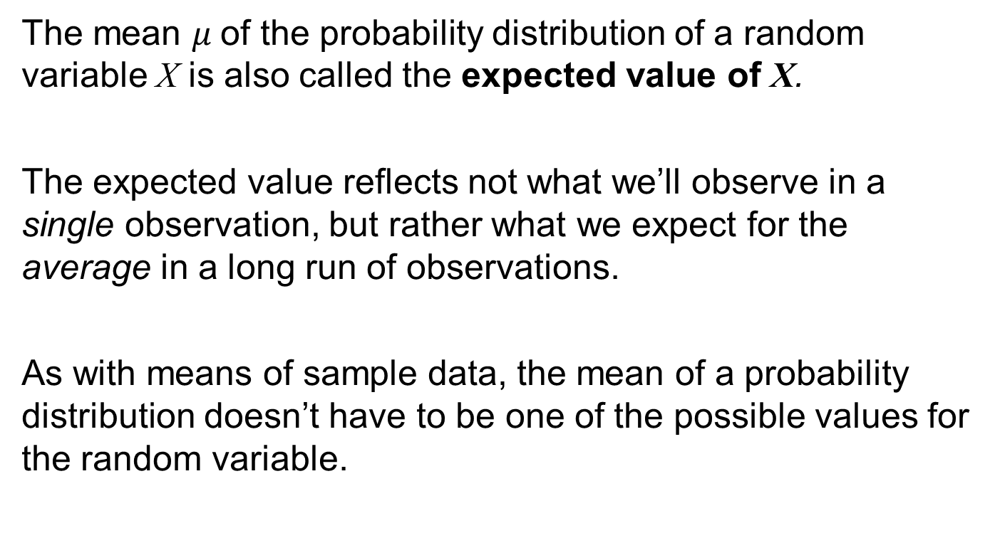 The mean μ of the probability distribution of a random
variable X is also called the expected value of X.
The expected value reflects not what we’ll observe in a
single observation, but rather what we expect for the
average in a long run of observations.
As with means of sample data, the mean of a probability
distribution doesn’t have to be one of the possible values for
the random variable.